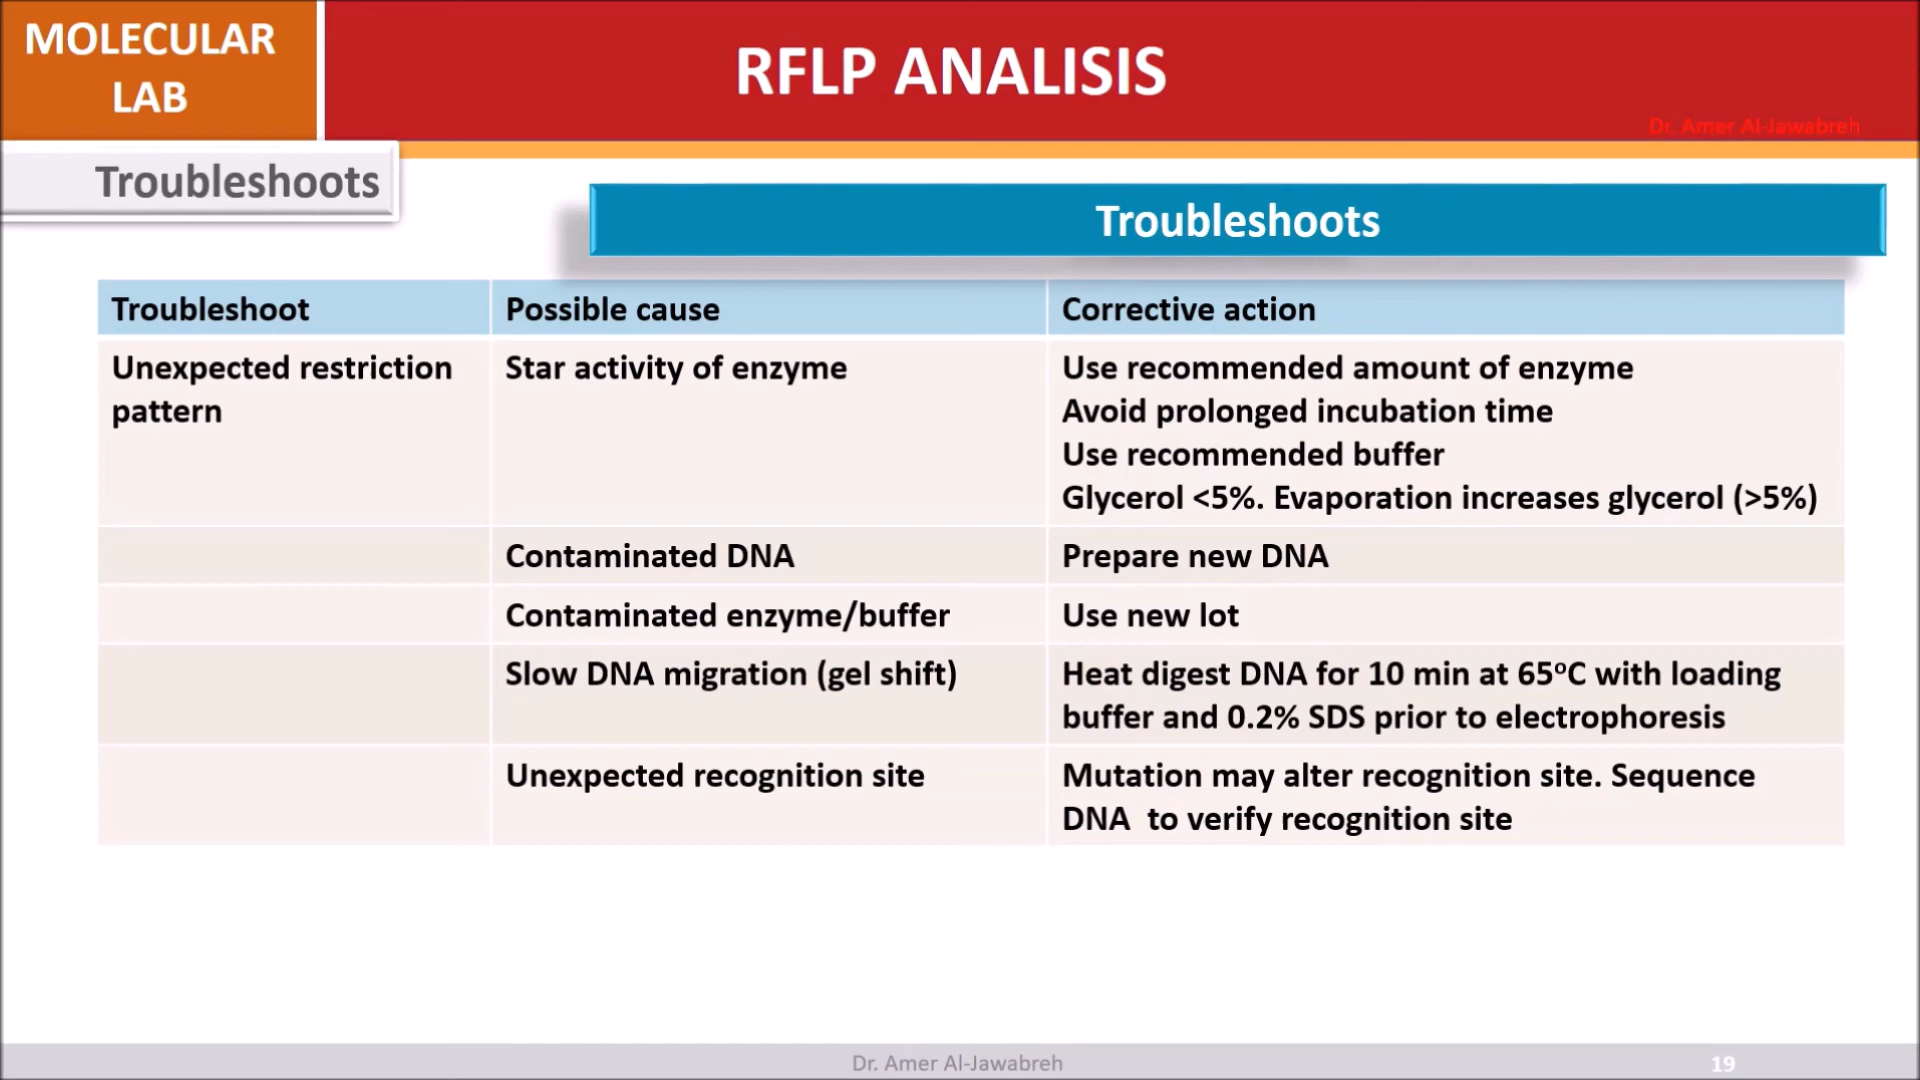 MOLECULAR
LAB
RFLP ANALISIS
Dr. Amer Al-Jawabreh
Troubleshoots
Troubleshoots
Troubleshoot Possible cause Corrective action
Unexpected restriction
pattern
Star activity of enzyme
Use recommended amount of enzyme
Avoid prolonged incubation time
Use recommended buffer
Glycerol <5%. Evaporation increases glycerol (>5%)
Contaminated DNA Prepare new DNA
Contaminated enzyme/buffer Use new lot
Slow DNA migration (gel shift)
Heat digest DNA for 10 min at 65ºC with loading
buffer and 0.2% SDS prior to electrophoresis
Unexpected recognition site
Mutation may alter recognition site. Sequence
DNA to verify recognition site
Dr. Amer Al-Jawabreh
19